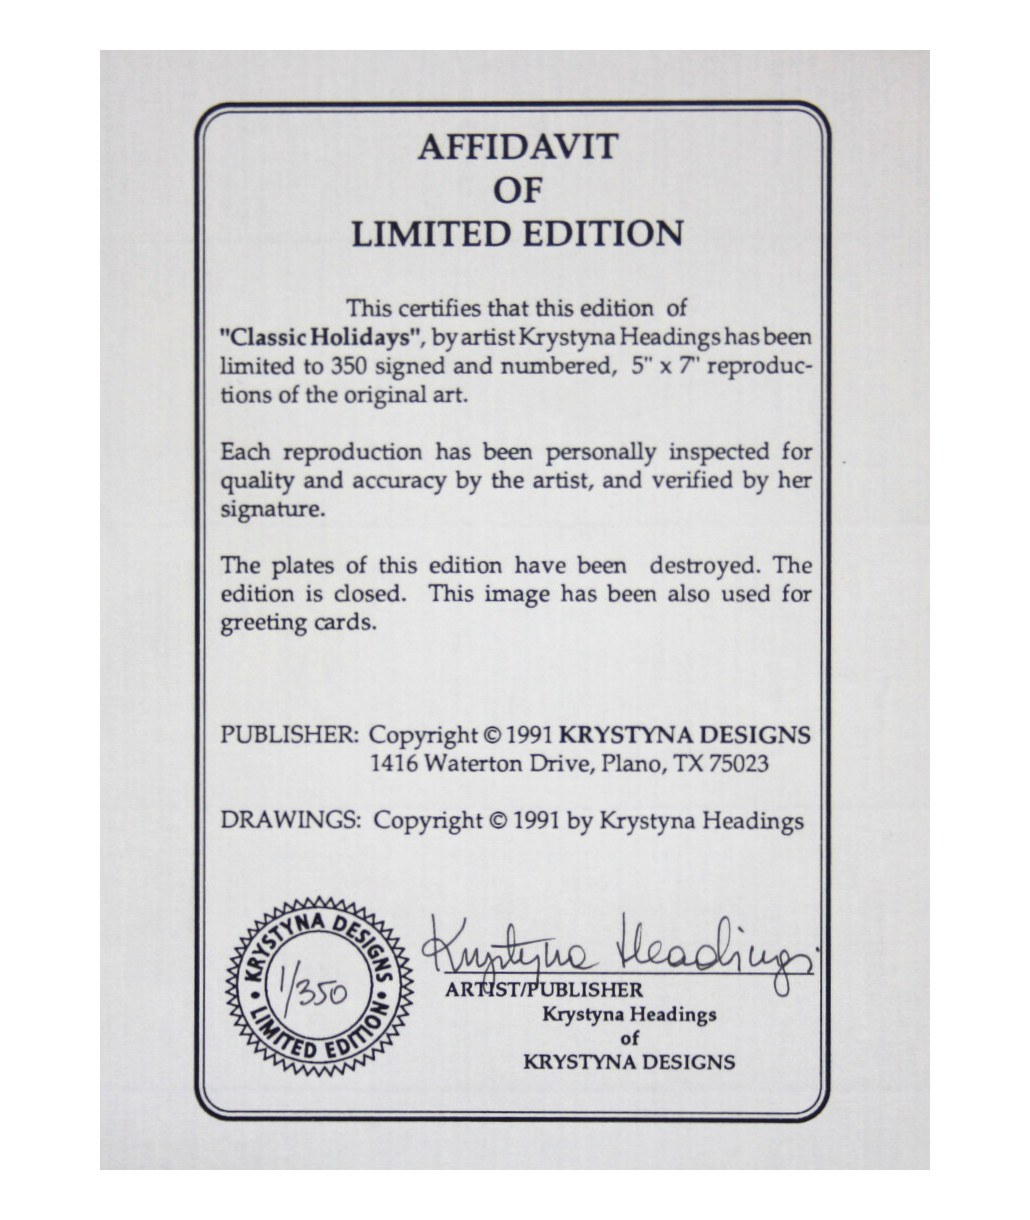 AFFIDAVIT
OF
LIMITED EDITION
This certifies that this edition of
"Classic Holidays", by artist Krystyna Headings has been
limited to 350 signed and numbered, 5" x 7" reproduc-
tions of the original art.
Each reproduction has been personally inspected for
quality and accuracy by the artist, and verified by her
signature.
The plates of this edition have been destroyed. The
edition is closed. This image has been also used for
greeting cards.
PUBLISHER: Copyright © 1991 KRYSTYNA DESIGNS
1416 Waterton Drive, Plano, TX 75023
DRAWINGS: Copyright © 1991 by Krystyna Headings
KRYSTYNA DESIGNS
1/350
• LIMITED EDITION •
Krystyna Headings
ARTIST/PUBLISHER
Krystyna Headings
of
KRYSTYNA DESIGNS